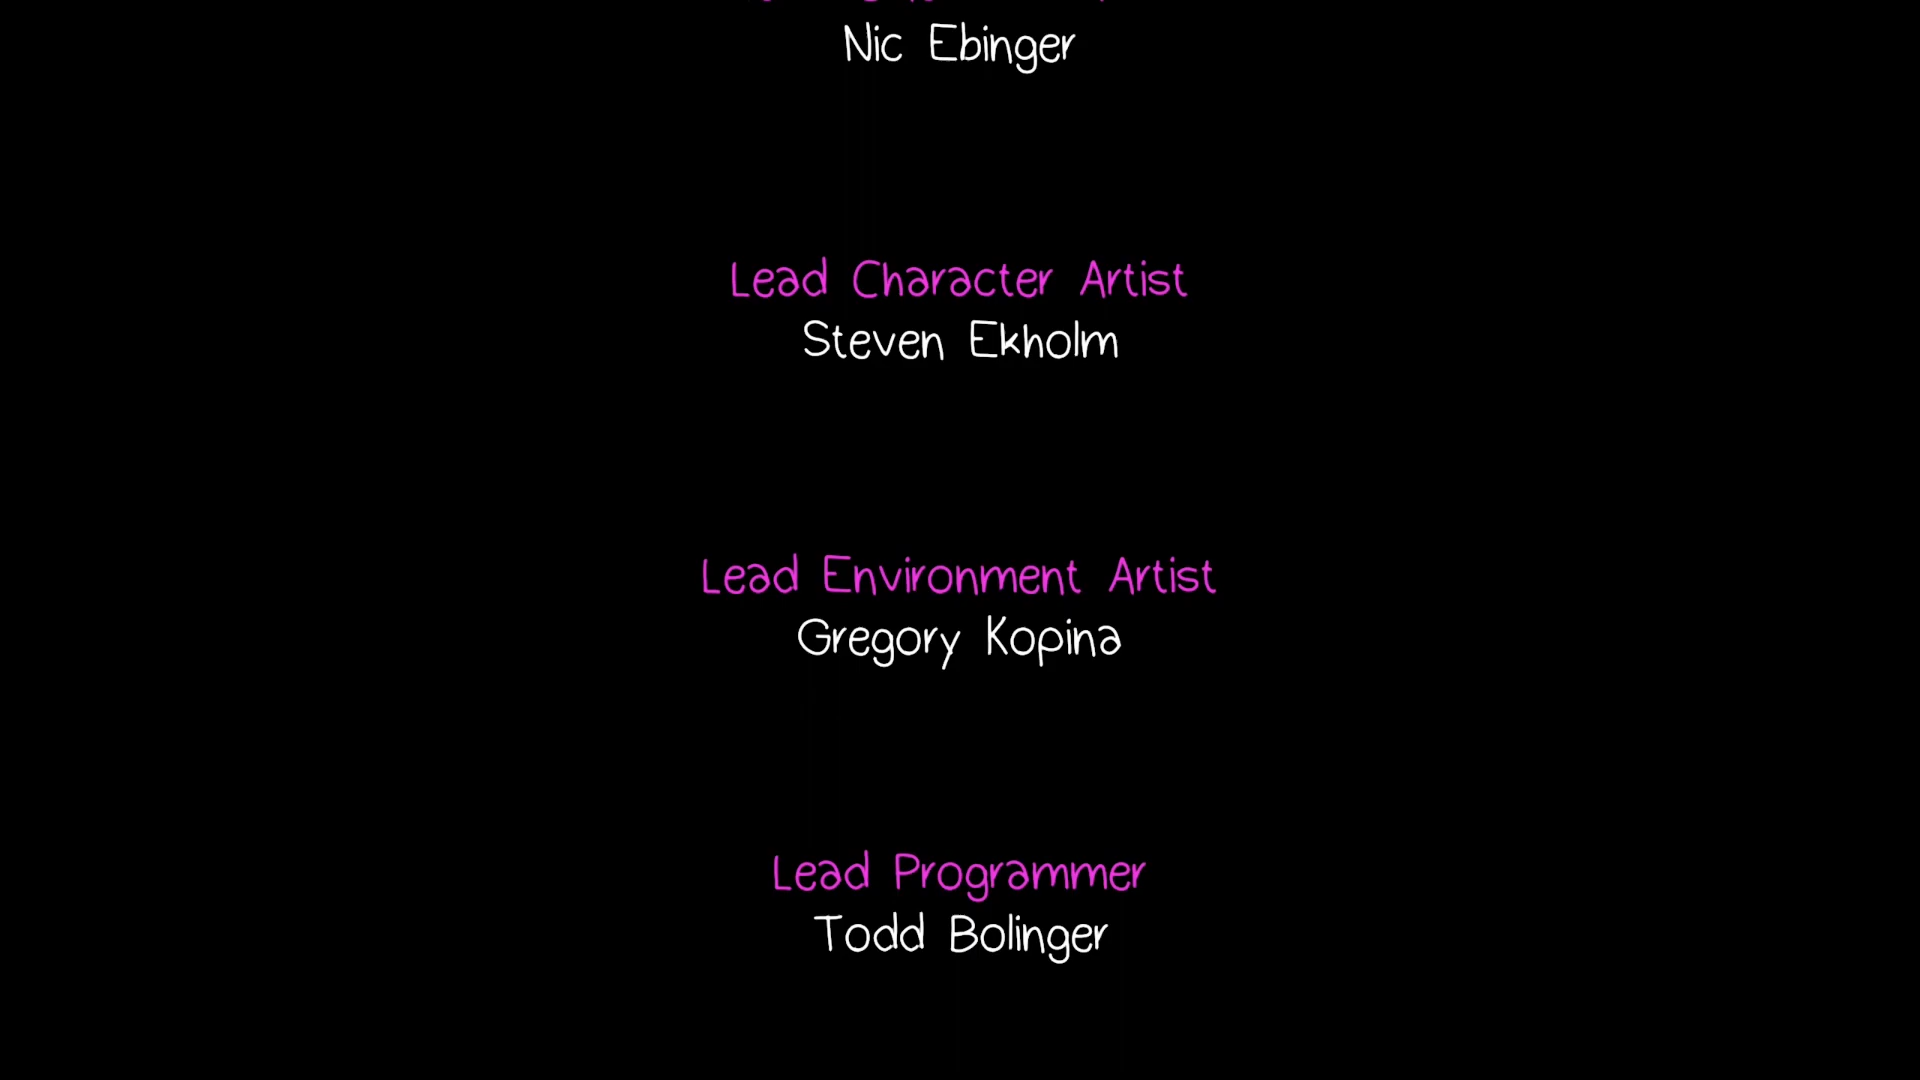 Nic Ebinger
Lead Character Artist
Steven Ekholm
Lead Environment Artist
Gregory Kopina
Lead Programmer
Todd Bolinger